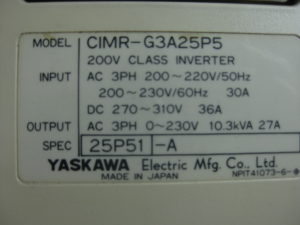 MODEL CIMR-G3A25P5
200V CLASS INVERTER
INPUT AC 3PH 200~220V/50Hz
200~230V/60Hz 30A
DC 270~310V 36A
OUTPUT AC 3PH 0~230V 10.3kVA 27A
SPEC 25P51 -A
YASKAWA Electric Mfg. Co., Ltd.
MADE IN JAPAN NPIT41073-6-